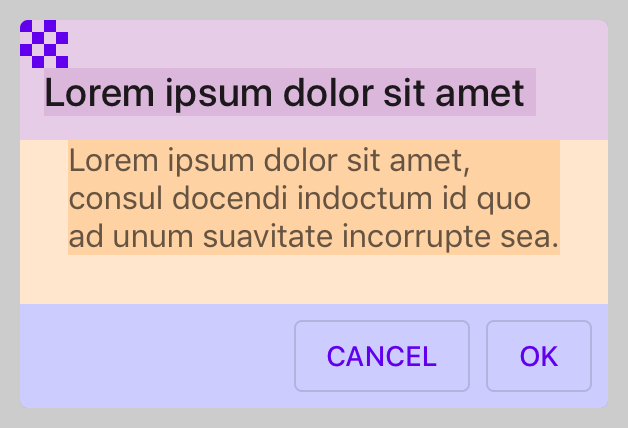 Lorem ipsum dolor sit amet
Lorem ipsum dolor sit amet,
consul docendi indoctum id quo
ad unum suavitate incorrupte sea.
CANCEL
OK